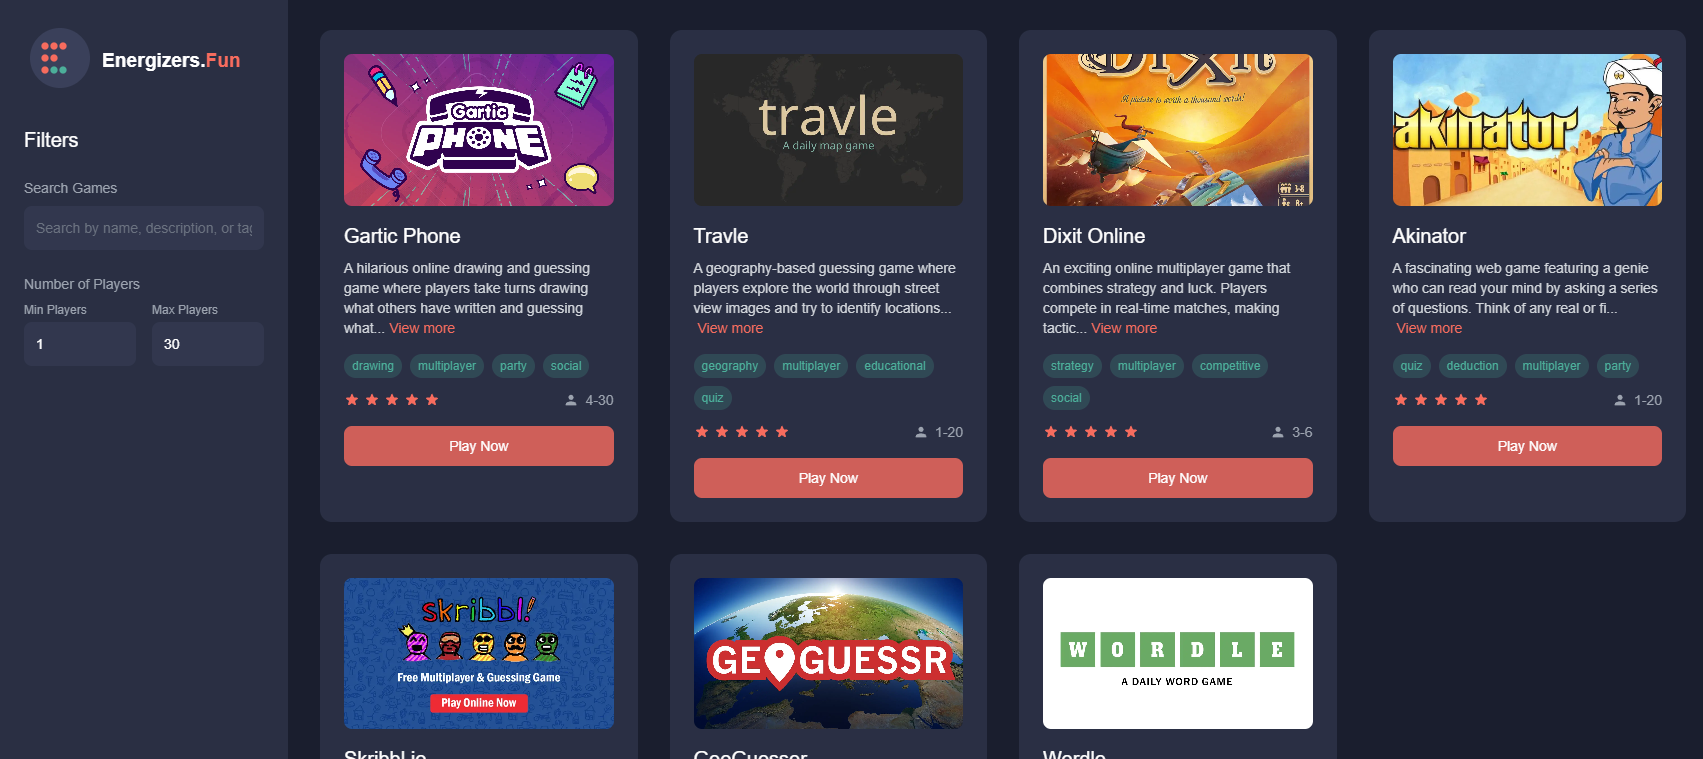 Energizers.Fun
Filters
Search Games
Search by name, description, or tag
Number of Players
Min Players
Max Players
1
30
Gartic
PHONE
Gartic Phone
A hilarious online drawing and guessing
game where players take turns drawing
what others have written and guessing
what... View more
drawing
multiplayer
party
social
4-30
Play Now
travle
A daily map game
Travle
A geography-based guessing game where
players explore the world through street
view images and try to identify locations...
View more
geography
multiplayer
educational
quiz
1-20
Play Now
DIXIT
A picture is worth a thousand words!
3-8
8+
Dixit Online
An exciting online multiplayer game that
combines strategy and luck. Players
compete in real-time matches, making
tactic... View more
strategy
multiplayer
competitive
social
3-6
Play Now
akinator
Akinator
A fascinating web game featuring a genie
who can read your mind by asking a series
of questions. Think of any real or fi...
View more
quiz
deduction
multiplayer
party
1-20
Play Now
skribbl!
Free Multiplayer & Guessing Game
Play Online Now
Skribbl.io
GEOGUESSR
GeoGuessr
WORDLE
A DAILY WORD GAME
Wordle